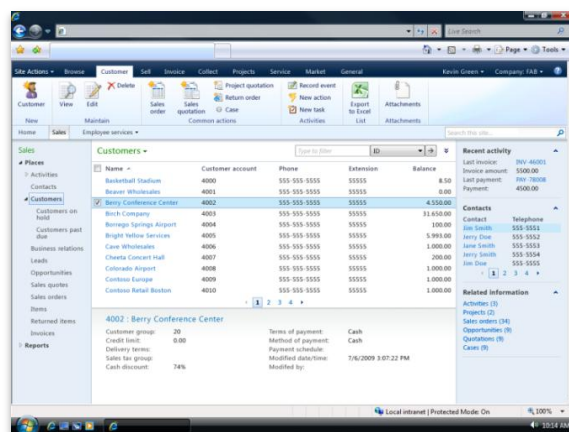 Live Search
Page Tools
Site Actions Browse Customer Sell Invoice Collect Projects Service Market General Kevin Green Company: FAB
Customer View Edit Delete Sales order Sales quotation Project quotation Return order Case Record event New action New task Export to Excel Attachments
New Maintain Common actions Activities List Attachments
Home Sales Employee services
Search this site...
Sales
Places
Activities
Contacts
Customers
Customers on hold
Customers past due
Business relations
Leads
Opportunities
Sales quotes
Sales orders
Items
Returned items
Invoices
Reports
Customers
Type to filter ID
Name Customer account Phone Extension Balance
Basketball Stadium 4000 555-555-5555 55555 8.50
Beaver Wholesales 4001 555-555-5555 55555 0.00
Berry Conference Center 4002 555-555-5555 55555 4.550.00
Birch Company 4003 555-555-5555 55555 31.650.00
Borrego Springs Airport 4004 555-555-5555 55555 100.00
Bright Yellow Services 4005 555-555-5555 55555 5.993.00
Cave Wholesales 4006 555-555-5555 55555 1.000.00
Cheeta Concert Hall 4007 555-555-5555 55555 200.00
Colorado Airport 4008 555-555-5555 55555 1.000.00
Contoso Europe 4009 555-555-5555 55555 1.000.00
Contoso Retail Boston 4010 555-555-5555 55555 1.000.00
1 2 3 4
4002 : Berry Conference Center
Customer group: 20 Terms of payment: Cash
Credit limit: 0.00 Method of payment: Cash
Delivery terms: Payment schedule:
Sales tax group: Modified date/time: 7/6/2009 3:07:22 PM
Cash discount: 74% Modifed by:
Recent activity
Last invoice: INV-46001
Invoice amount: 5500.00
Last payment: PAY-78008
Payment: 4500.00
Contacts
Contact Telephone
Jim Smith 555-5551
Jerry Doe 555-5552
Jane Smith 555-5553
Jerry Smith 555-5554
Jim Doe 555-5555
1 2 3 4
Related information
Activities (3)
Projects (2)
Sales orders (34)
Opportunities (9)
Quotations (9)
Cases (9)
Local intranet | Protected Mode: On 100%
10:14 AM